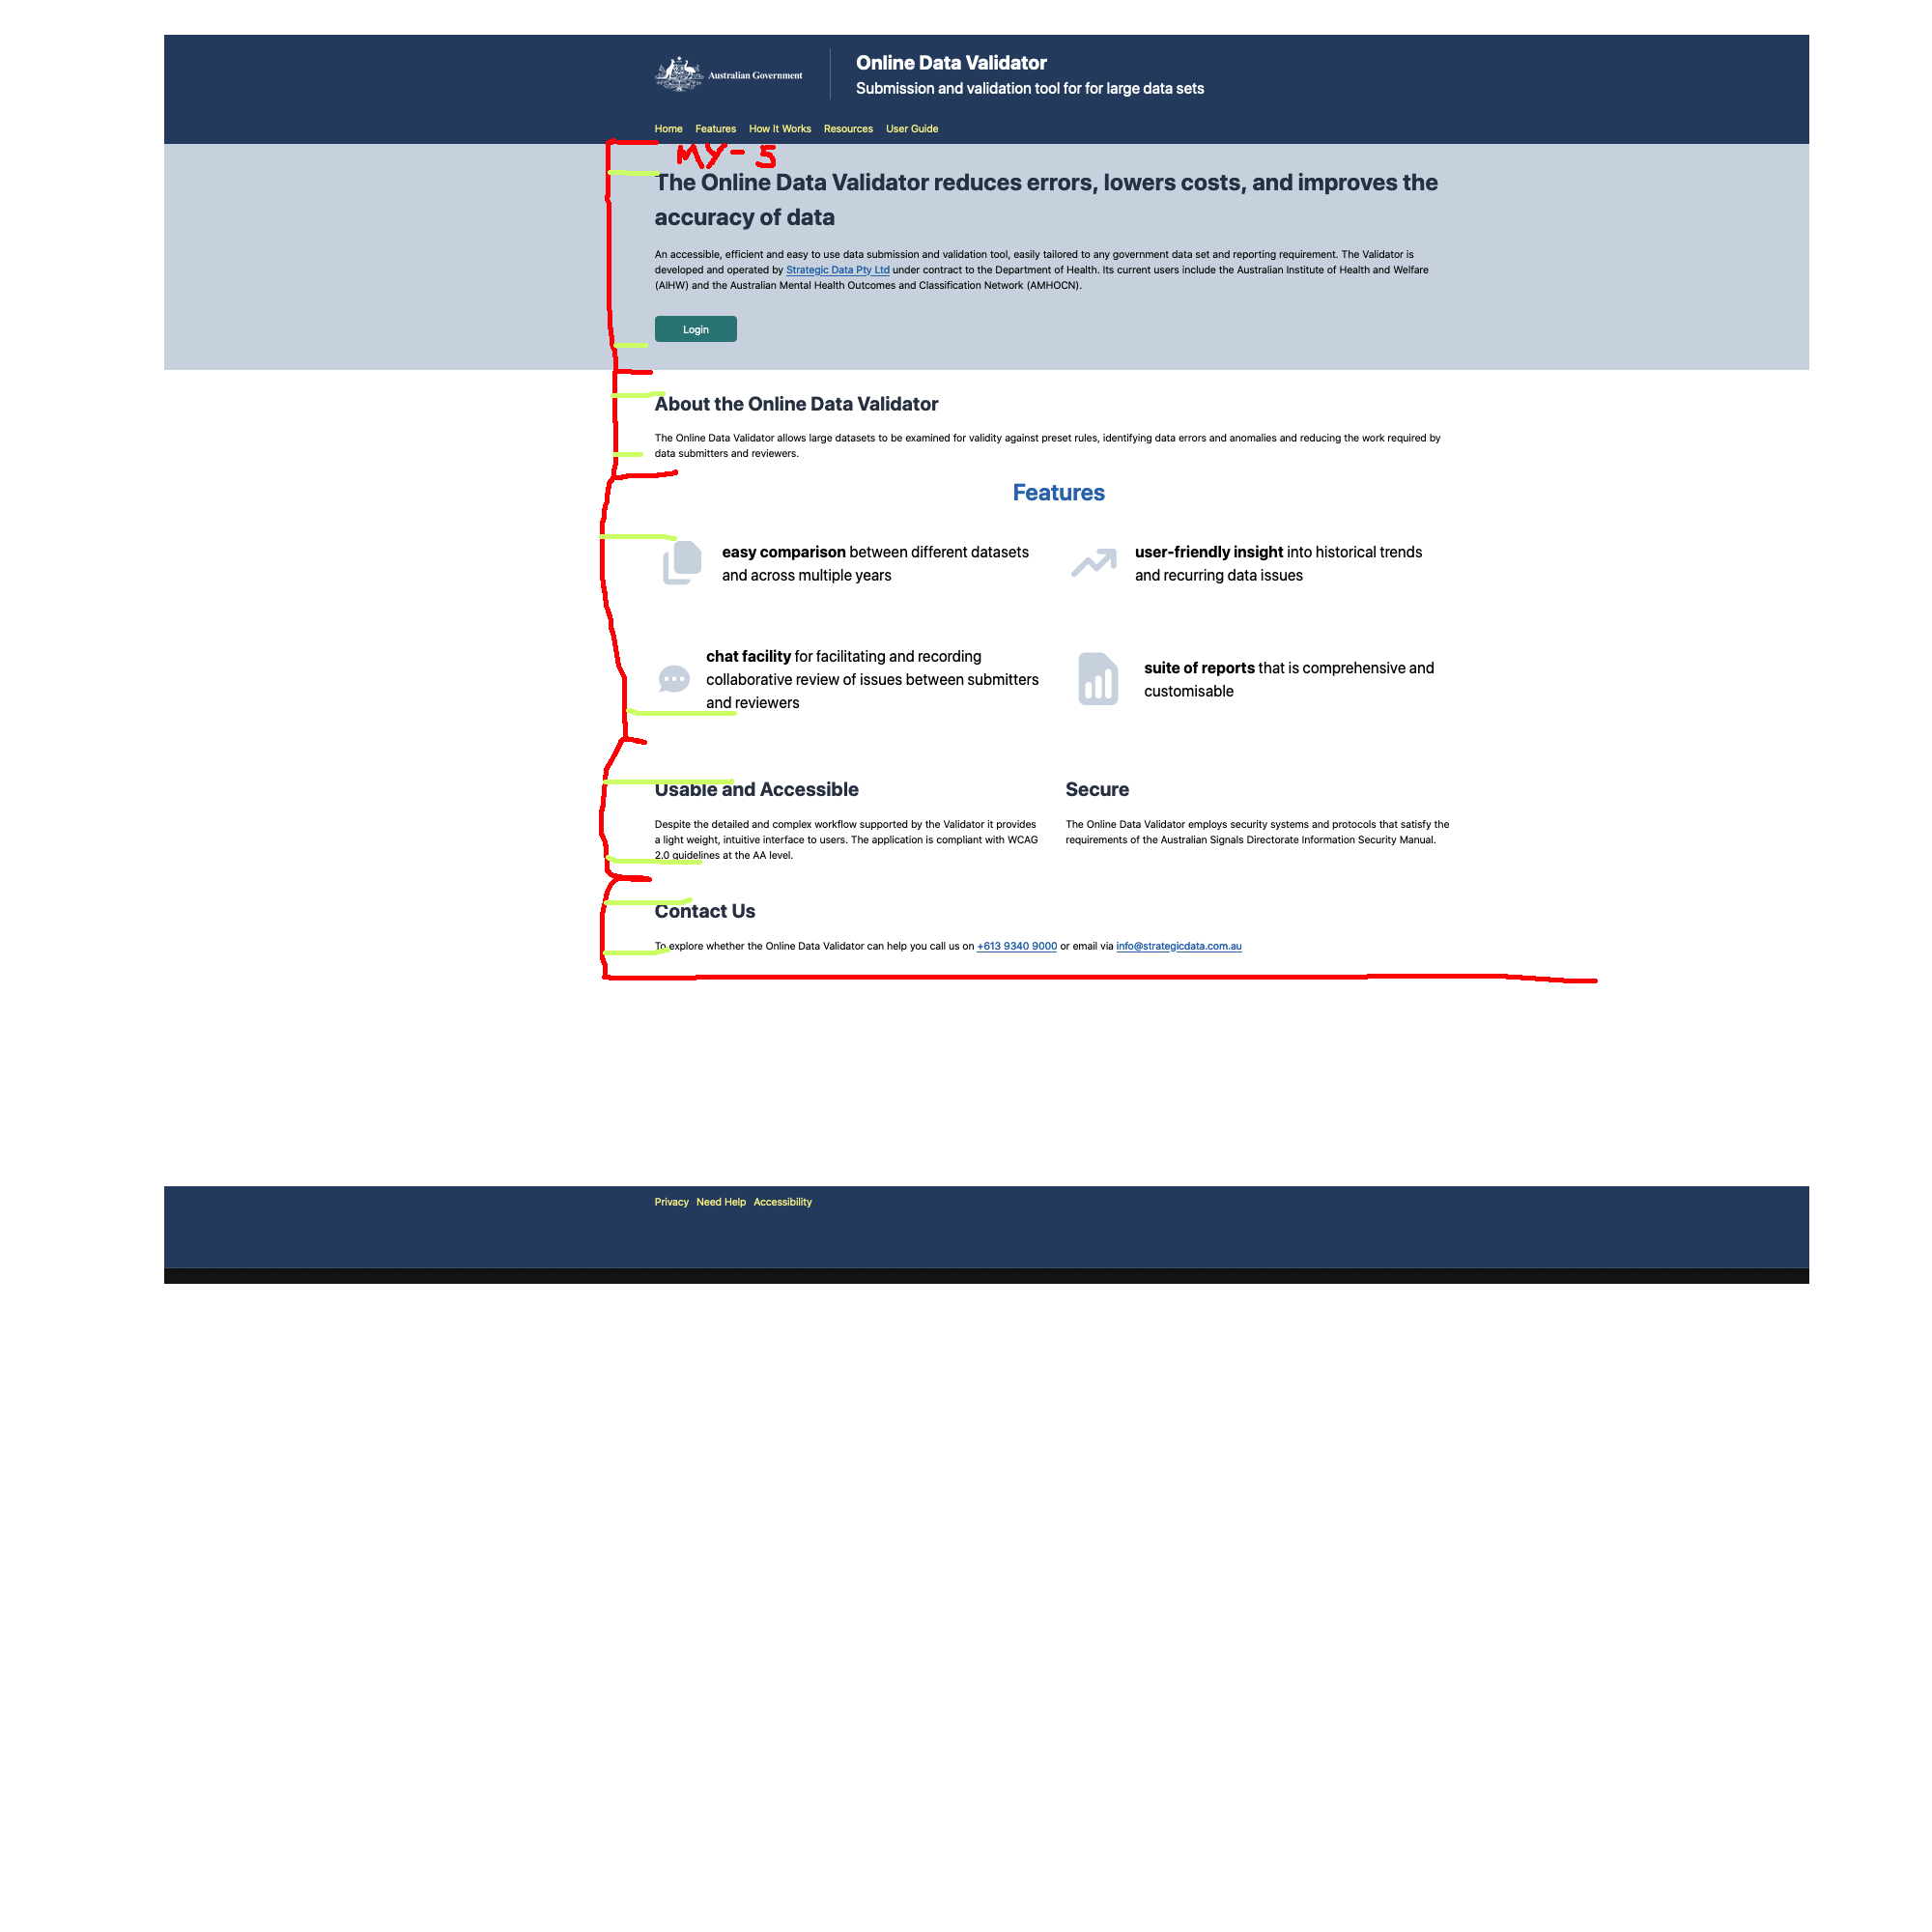 Australian Government
Online Data Validator
Submission and validation tool for for large data sets
Home Features How It Works Resources User Guide
MY-5
The Online Data Validator reduces errors, lowers costs, and improves the
accuracy of data
An accessible, efficient and easy to use data submission and validation tool, easily tailored to any government data set and reporting requirement. The Validator is
developed and operated by Strategic Data Pty Ltd under contract to the Department of Health. Its current users include the Australian Institute of Health and Welfare
(AIHW) and the Australian Mental Health Outcomes and Classification Network (AMHOCN).
Login
About the Online Data Validator
The Online Data Validator allows large datasets to be examined for validity against preset rules, identifying data errors and anomalies and reducing the work required by
data submitters and reviewers.
Features
easy comparison between different datasets
and across multiple years
user-friendly insight into historical trends
and recurring data issues
chat facility for facilitating and recording
collaborative review of issues between submitters
and reviewers
suite of reports that is comprehensive and
customisable
Usable and Accessible
Despite the detailed and complex workflow supported by the Validator it provides
a light weight, intuitive interface to users. The application is compliant with WCAG
2.0 guidelines at the AA level.
Secure
The Online Data Validator employs security systems and protocols that satisfy the
requirements of the Australian Signals Directorate Information Security Manual.
Contact Us
To explore whether the Online Data Validator can help you call us on +613 9340 9000 or email via info@strategicdata.com.au
Privacy Need Help Accessibility